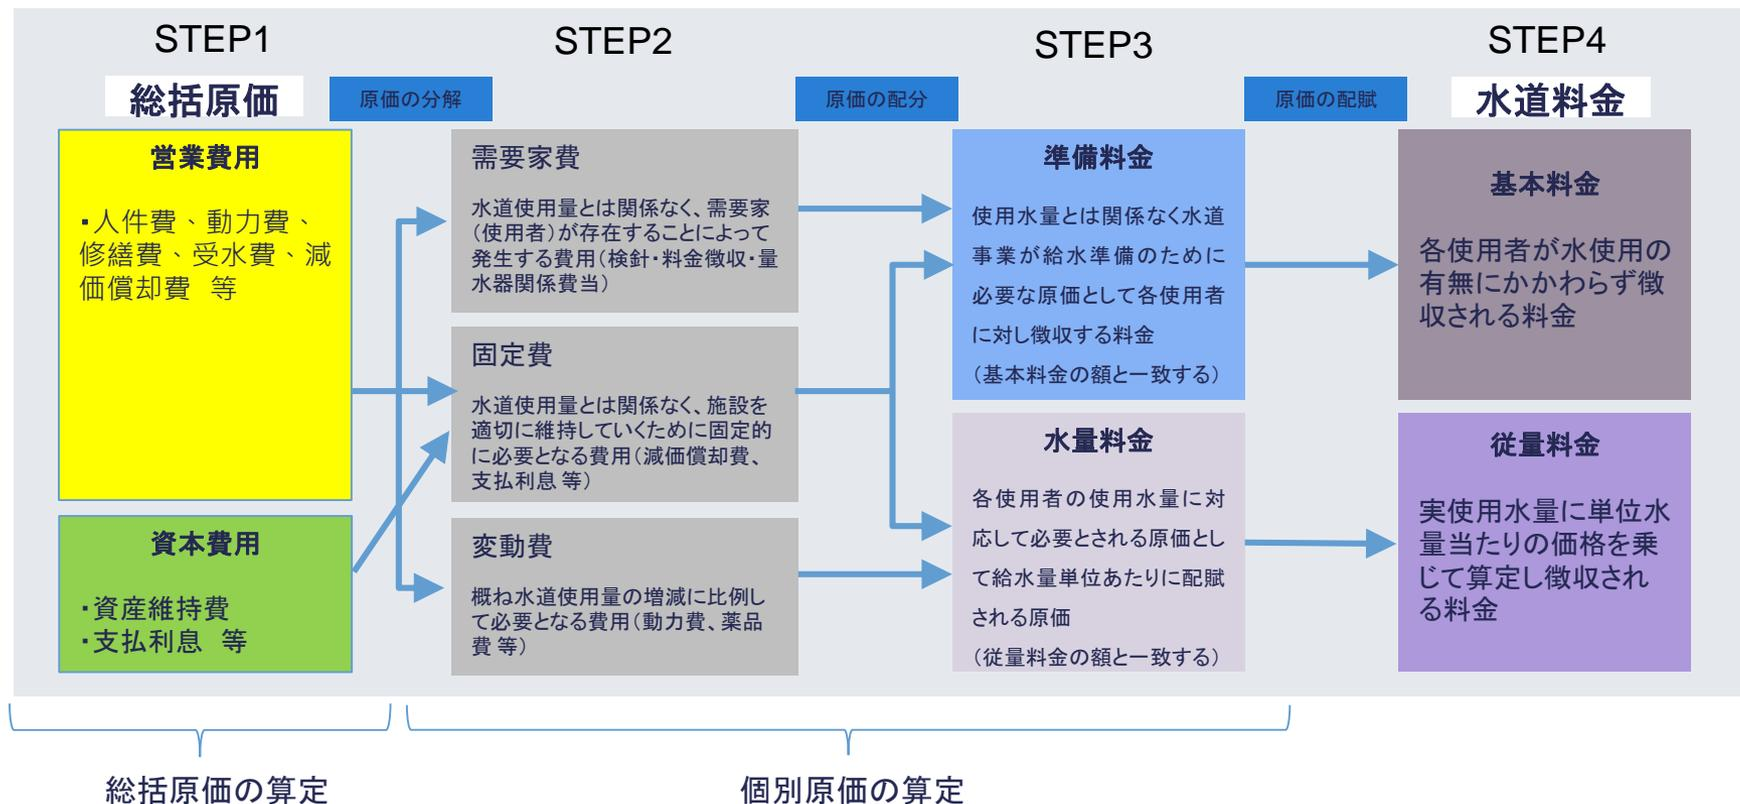 STEP1
STEP2
STEP3
STEP4
総括原価
原価の分解
原価の配分
原価の配賦
水道料金
営業費用
・人件費、動力費、
修繕費、受水費、減
価償却費 等
資本費用
・資産維持費
・支払利息 等
需要家費
水道使用量とは関係なく、需要家
(使用者)が存在することによって
発生する費用(検針・料金徴収・量
水器関係費当)
固定費
水道使用量とは関係なく、施設を
適切に維持していくために固定的
に必要となる費用(減価償却費、
支払利息 等)
変動費
概ね水道使用量の増減に比例し
て必要となる費用(動力費、薬品
費 等)
準備料金
使用水量とは関係なく水道
事業が給水準備のために
必要な原価として各使用者
に対し徴収する料金
(基本料金の額と一致する)
水量料金
各使用者の使用水量に対
応して必要とされる原価とし
て給水量単位あたりに配賦
される原価
(従量料金の額と一致する)
基本料金
各使用者が水使用の
有無にかかわらず徴
収される料金
従量料金
実使用水量に単位水
量当たりの価格を乗
じて算定し徴収され
る料金
総括原価の算定
個別原価の算定